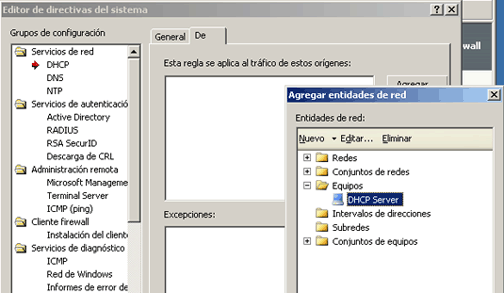 Editor de directivas del sistema
Grupos de configuración
Servicios de red
DHCP
DNS
NTP
Servicios de autenticació
Active Directory
RADIUS
RSA SecurID
Descarga de CRL
Administración remota
Microsoft Manageme
Terminal Server
ICMP (ping)
Cliente firewall
Instalación del client
Servicios de diagnóstico
ICMP
Red de Windows
Informes de error de
General
De
Esta regla se aplica al tráfico de estos orígenes:
Agregar
Excepciones:
wall
Agregar entidades de red
Entidades de red:
Nuevo
Editar...
Eliminar
Redes
Conjuntos de redes
Equipos
DHCP Server
Intervalos de direcciones
Subredes
Conjuntos de equipos